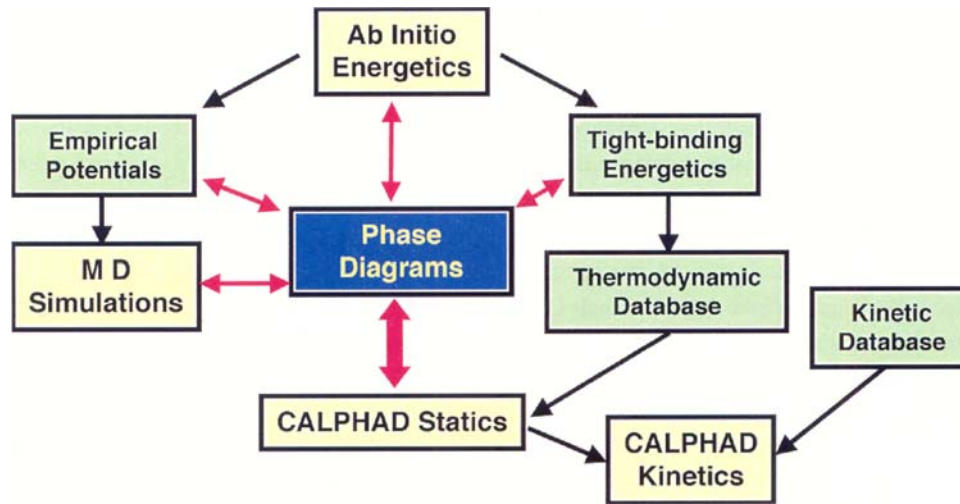 Ab Initio
Energetics
Empirical
Potentials
Tight-binding
Energetics
Phase
Diagrams
M D
Simulations
Thermodynamic
Database
Kinetic
Database
CALPHAD Statics
CALPHAD
Kinetics